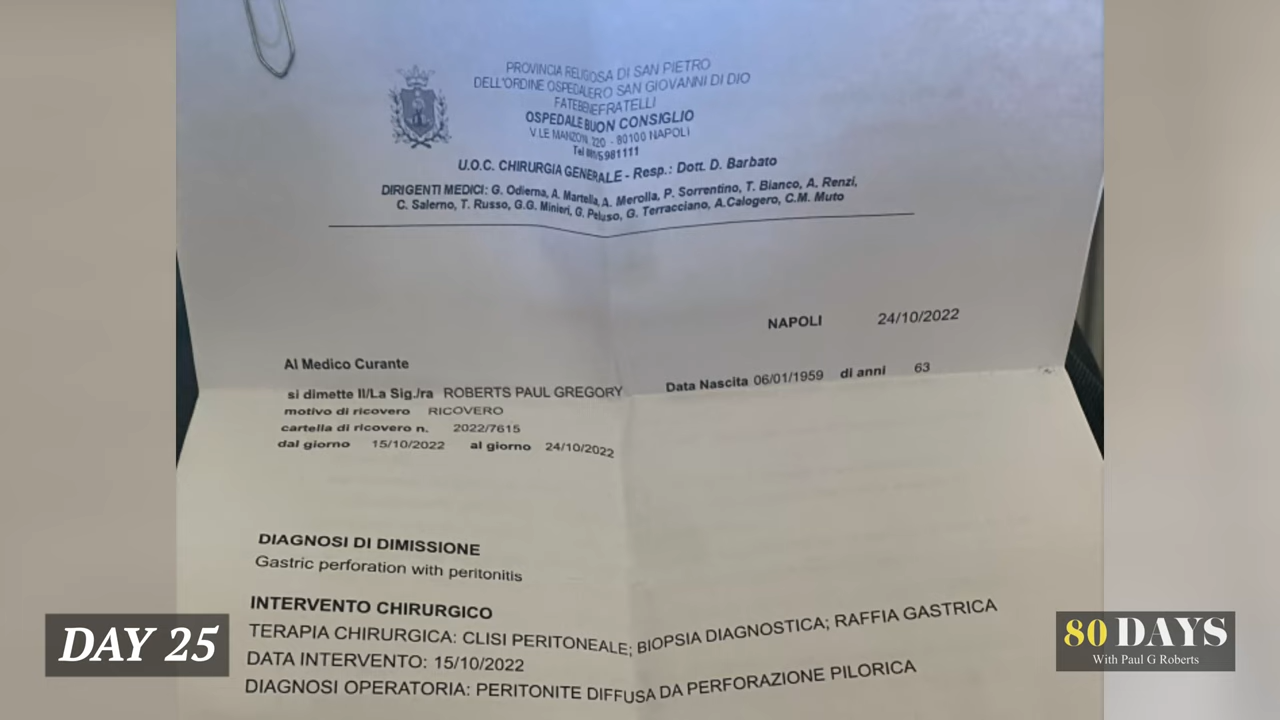 PROVINCIA RELIGIOSA DI SAN PIETRO
DELL'ORDINE OSPEDALERO SAN GIOVANNI DI DIO
FATEBENEFRATELLI
OSPEDALE BUON CONSIGLIO
V.LE MANZONI, 220 - 80100 NAPOLI
Tel 081/5981111
U.O.C. CHIRURGIA GENERALE - Resp.: Dott. D. Barbato
DIRIGENTI MEDICI: G. Odierna, A. Martella, A. Merolla, P. Sorrentino, T. Bianco, A. Renzi,
C. Salerno, T. Russo, G.G. Minieri, G. Peluso, G. Terracciano, A.Calogero, C.M. Muto
NAPOLI 24/10/2022
Al Medico Curante
si dimette Il/La Sig./ra ROBERTS PAUL GREGORY Data Nascita 06/01/1959 di anni 63
motivo di ricovero RICOVERO
cartella di ricovero n. 2022/7615
dal giorno 15/10/2022 al giorno 24/10/2022
DIAGNOSI DI DIMISSIONE
Gastric perforation with peritonitis
INTERVENTO CHIRURGICO
TERAPIA CHIRURGICA: CLISI PERITONEALE; BIOPSIA DIAGNOSTICA; RAFFIA GASTRICA
DATA INTERVENTO: 15/10/2022
DIAGNOSI OPERATORIA: PERITONITE DIFFUSA DA PERFORAZIONE PILORICA
DAY 25
80 DAYS
With Paul G Roberts